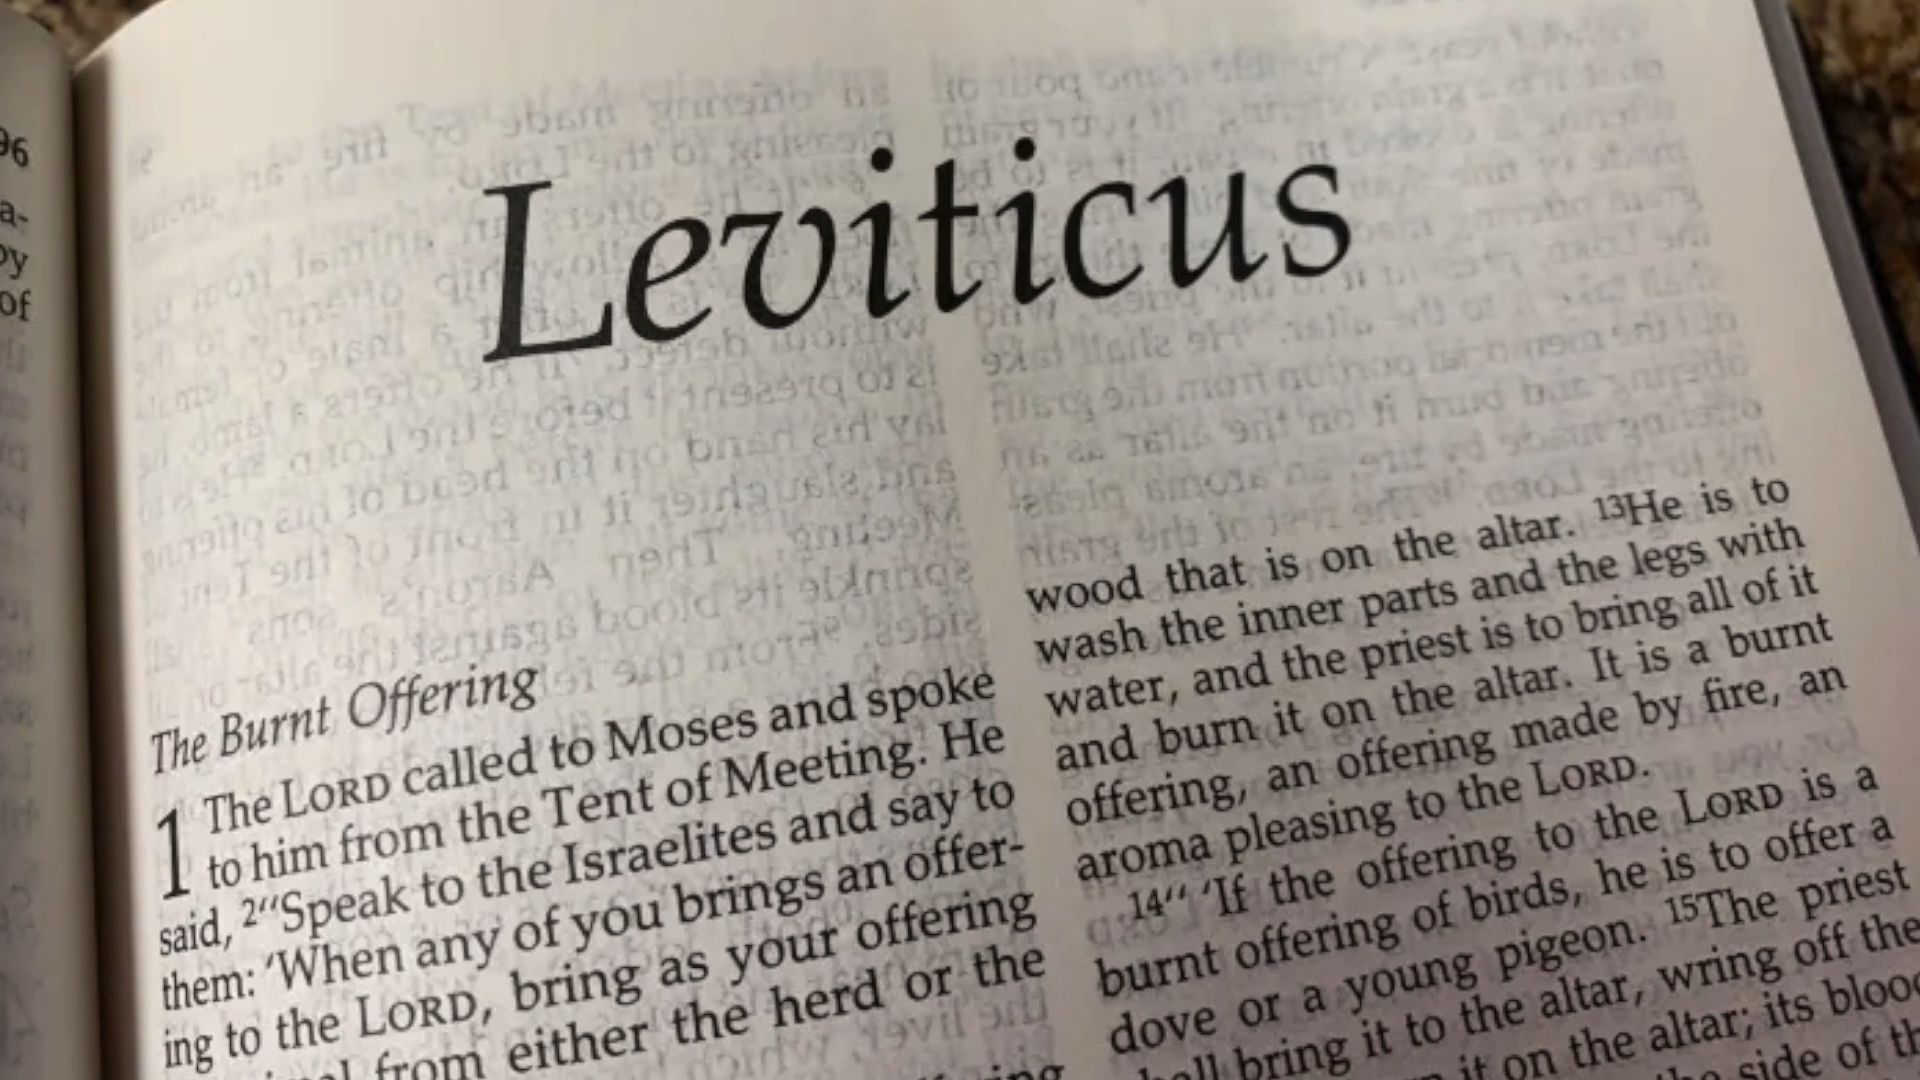 96
a-
by
of
Leviticus
The Burnt Offering
1 The LORD called to Moses and spoke
to him from the Tent of Meeting. He
said, 2"Speak to the Israelites and say to
them: 'When any of you brings an offer-
ing to the LORD, bring as your offering
from either the herd or the
wood that is on the altar. 13He is to
wash the inner parts and the legs with
water, and the priest is to bring all of it
and burn it on the altar. It is a burnt
offering, an offering made by fire, an
aroma pleasing to the LORD.
14" 'If the offering to the LORD is a
burnt offering of birds, he is to offer a
dove or a young pigeon. 15The priest
bring it to the altar, wring off the
it on the altar; its blood
side of